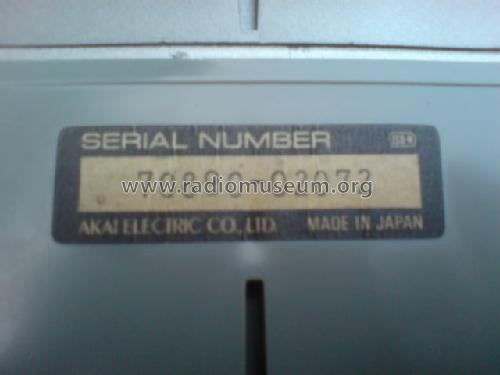 SERIAL NUMBER
www.radiomuseum.org
AKAI ELECTRIC CO., LTD. MADE IN JAPAN